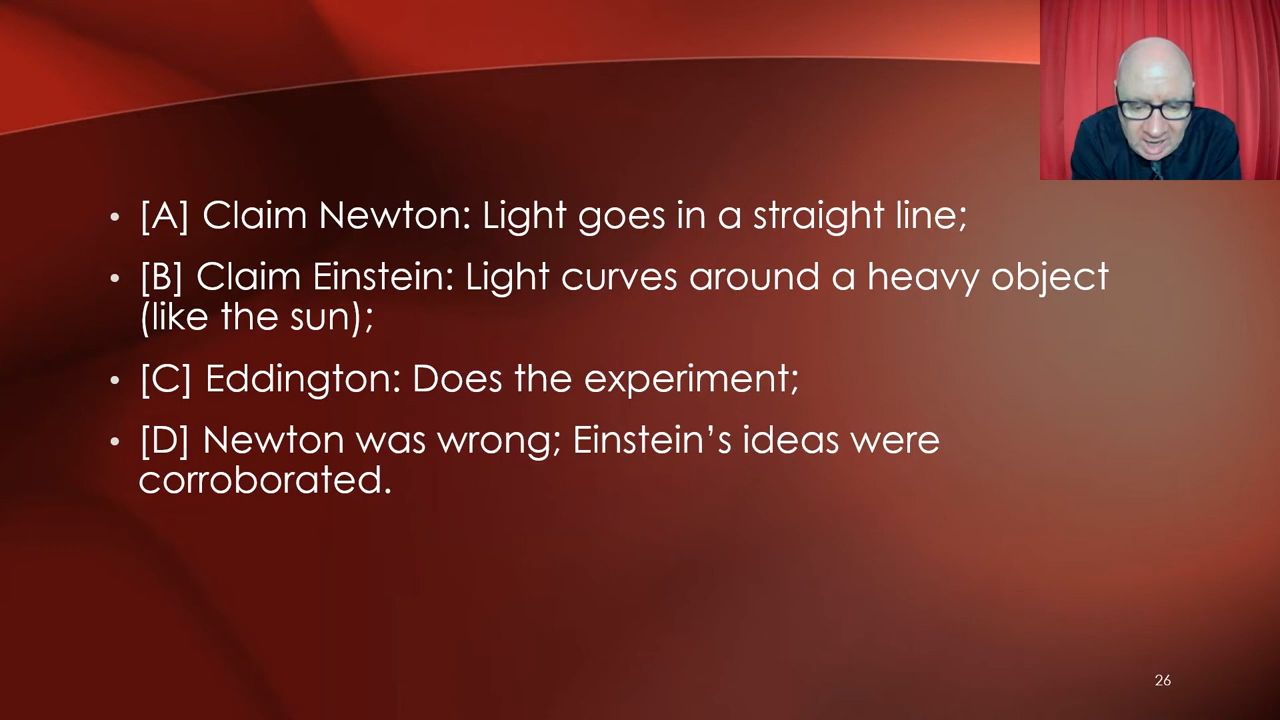 • [A] Claim Newton: Light goes in a straight line;
• [B] Claim Einstein: Light curves around a heavy object
(like the sun);
• [C] Eddington: Does the experiment;
• [D] Newton was wrong; Einstein’s ideas were
corroborated.
26